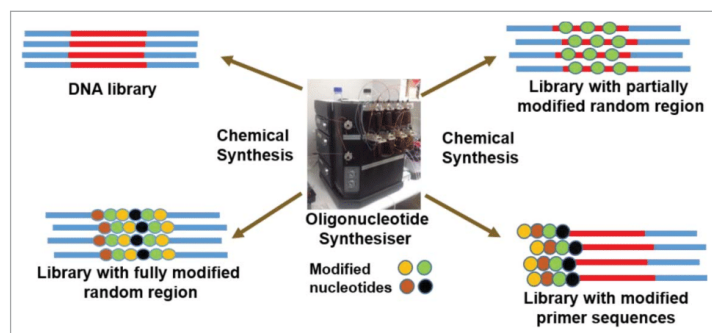 DNA library
Library with partially
modified random region
Chemical
Synthesis
Chemical
Synthesis
Oligonucleotide
Synthesiser
Modified
nucleotides
Library with fully modified
random region
Library with modified
primer sequences